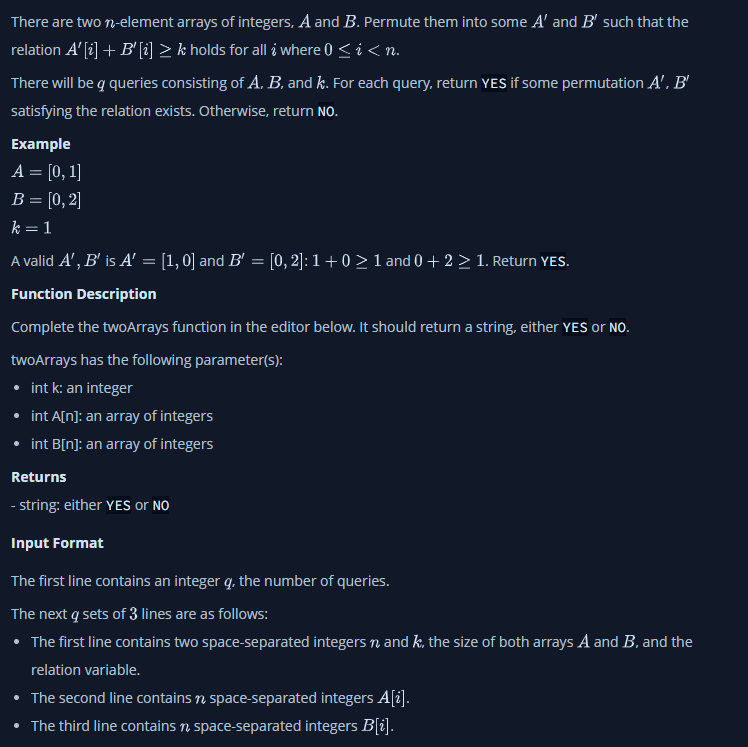 There are two n-element arrays of integers, A and B. Permute them into some A′ and B′ such that the
relation A′[i] + B′[i] ≥ k holds for all i where 0 ≤ i < n.
There will be q queries consisting of A, B, and k. For each query, return YES if some permutation A′, B′
satisfying the relation exists. Otherwise, return NO.
Example
A = [0, 1]
B = [0, 2]
k = 1
A valid A′, B′ is A′ = [1, 0] and B′ = [0, 2]: 1 + 0 ≥ 1 and 0 + 2 ≥ 1. Return YES.
Function Description
Complete the twoArrays function in the editor below. It should return a string, either YES or NO.
twoArrays has the following parameter(s):
• int k: an integer
• int A[n]: an array of integers
• int B[n]: an array of integers
Returns
- string: either YES or NO
Input Format
The first line contains an integer q, the number of queries.
The next q sets of 3 lines are as follows:
• The first line contains two space-separated integers n and k, the size of both arrays A and B, and the
relation variable.
• The second line contains n space-separated integers A[i].
• The third line contains n space-separated integers B[i].